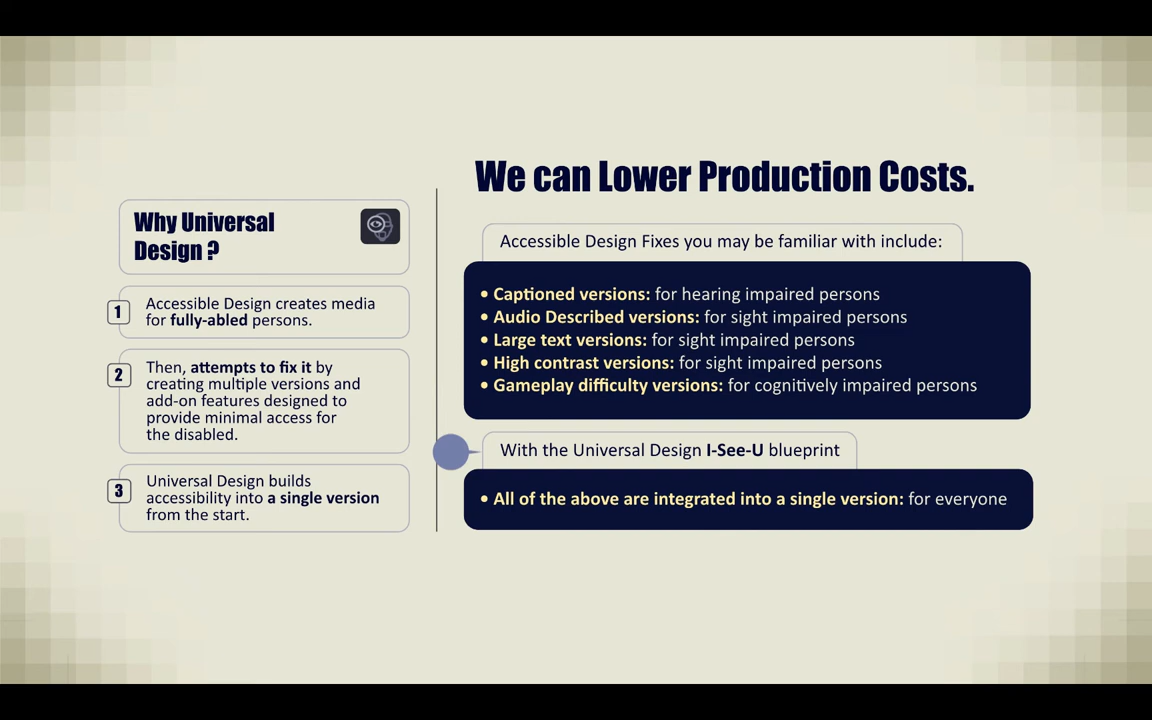 We can Lower Production Costs.
Why Universal
Design ?
1
Accessible Design creates media
for fully-abled persons.
2
Then, attempts to fix it by
creating multiple versions and
add-on features designed to
provide minimal access for
the disabled.
3
Universal Design builds
accessibility into a single version
from the start.
Accessible Design Fixes you may be familiar with include:
• Captioned versions: for hearing impaired persons
• Audio Described versions: for sight impaired persons
• Large text versions: for sight impaired persons
• High contrast versions: for sight impaired persons
• Gameplay difficulty versions: for cognitively impaired persons
With the Universal Design I-See-U blueprint
• All of the above are integrated into a single version: for everyone